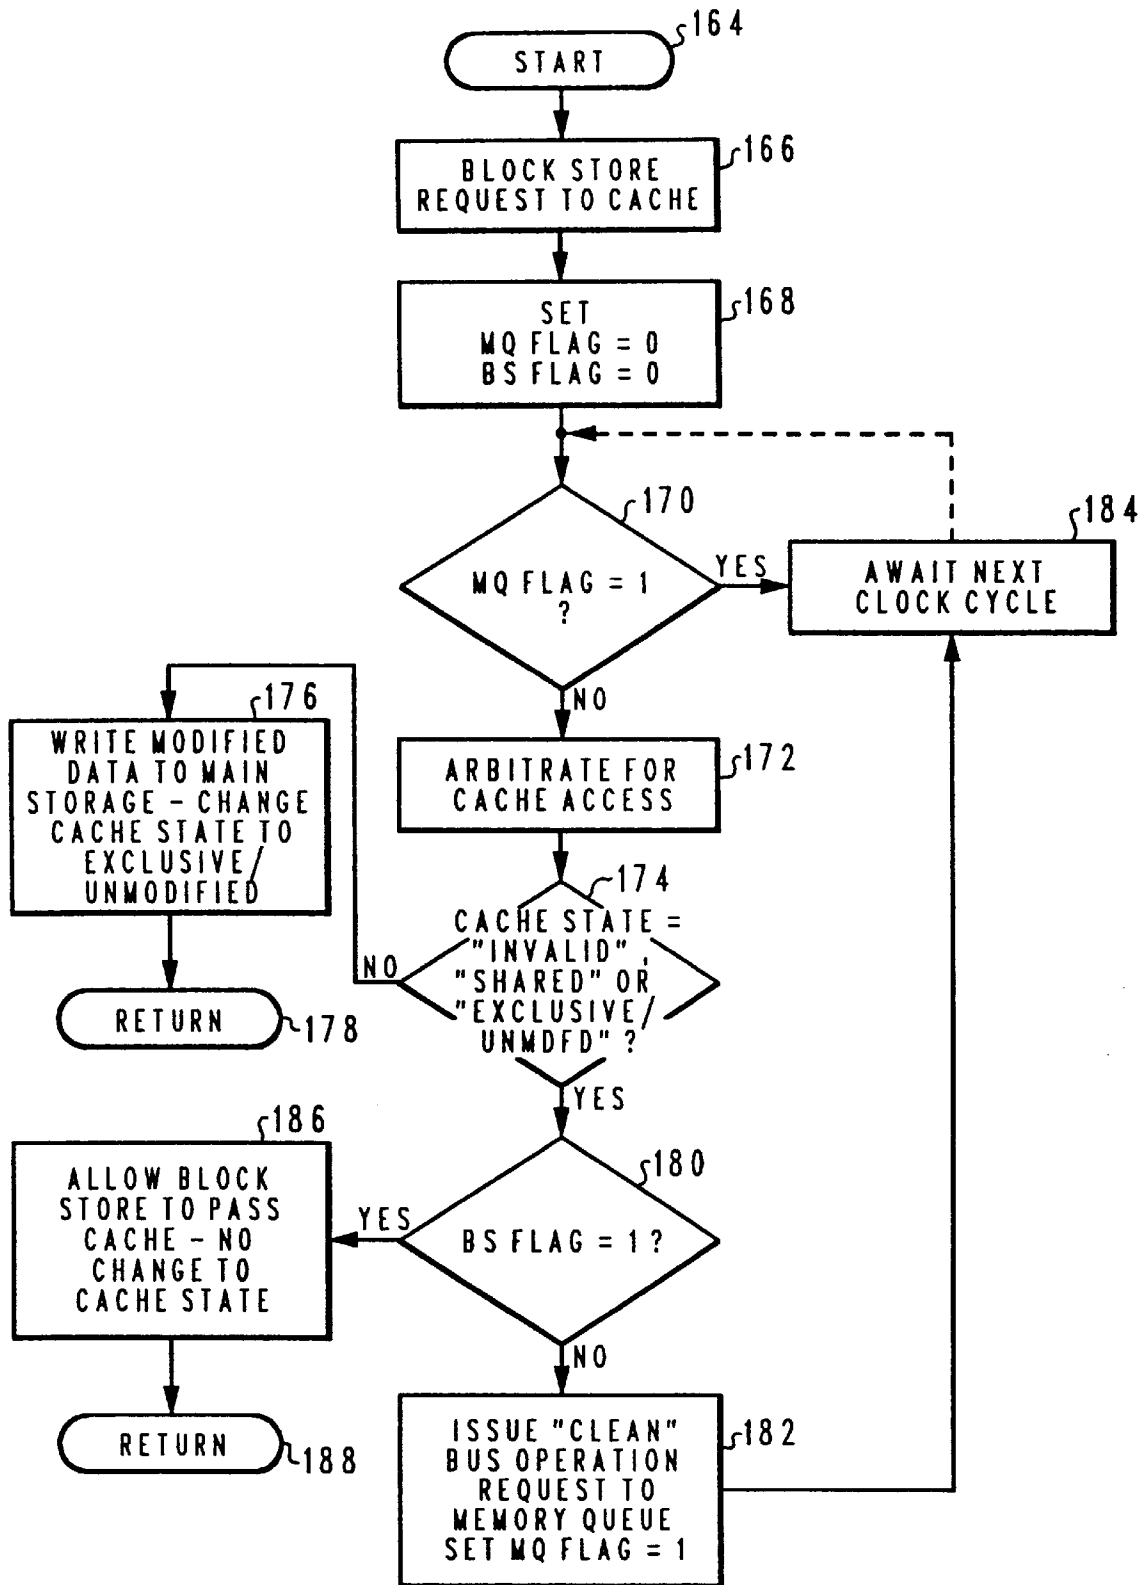 164
START
166
BLOCK STORE
REQUEST TO CACHE
168
SET
MQ FLAG = 0
BS FLAG = 0
170
MQ FLAG = 1
?
YES
184
AWAIT NEXT
CLOCK CYCLE
NO
172
ARBITRATE FOR
CACHE ACCESS
176
WRITE MODIFIED
DATA TO MAIN
STORAGE – CHANGE
CACHE STATE TO
EXCLUSIVE/
UNMODIFIED
174
CACHE STATE =
"INVALID",
"SHARED" OR
"EXCLUSIVE/
UNMDFD" ?
NO
RETURN
178
YES
186
ALLOW BLOCK
STORE TO PASS
CACHE – NO
CHANGE TO
CACHE STATE
180
BS FLAG = 1 ?
YES
NO
RETURN
188
182
ISSUE "CLEAN"
BUS OPERATION
REQUEST TO
MEMORY QUEUE
SET MQ FLAG = 1